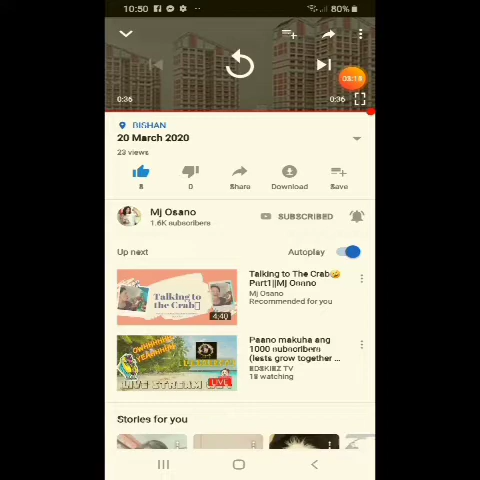 10:50
80%
0:36
0:36
BISHAN
20 March 2020
23 views
8
0
Share
Download
Save
Mj Osano
1.6K subscribers
SUBSCRIBED
Up next
Autoplay
Talking to The Crab🤣
Part1||Mj Osano
Mj Osano
Recommended for you
Talking to
the Crab
4:40
Paano makuha ang
1000 subscribers
(lests grow together ...
EDSKIEZ TV
18 watching
LIVE STREAM
LIVE
Stories for you